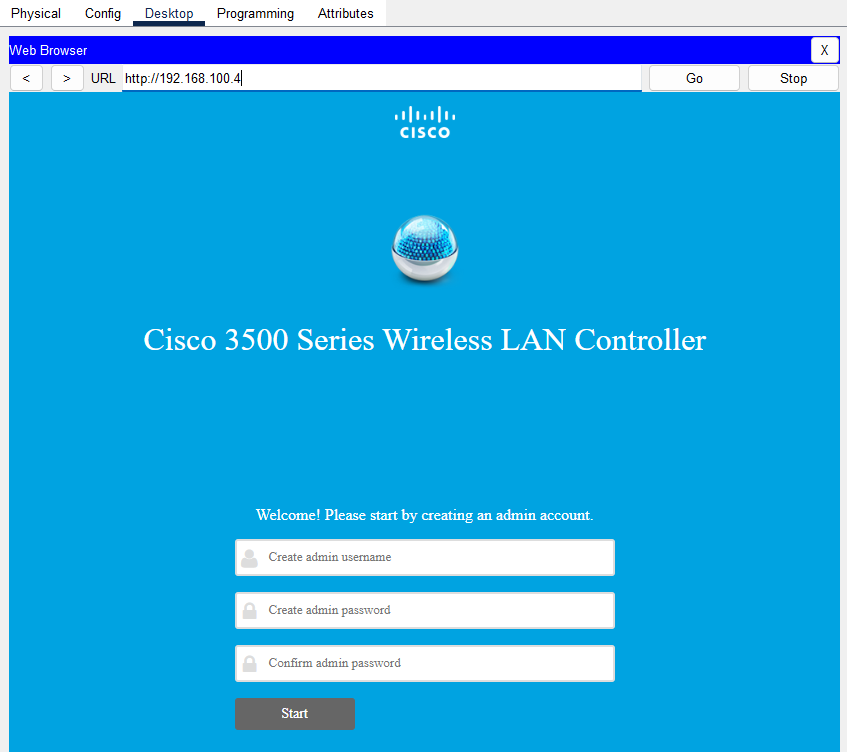 Physical Config Desktop Programming Attributes
Web Browser X
< > URL http://192.168.100.4 Go Stop
CISCO
Cisco 3500 Series Wireless LAN Controller
Welcome! Please start by creating an admin account.
Create admin username
Create admin password
Confirm admin password
Start